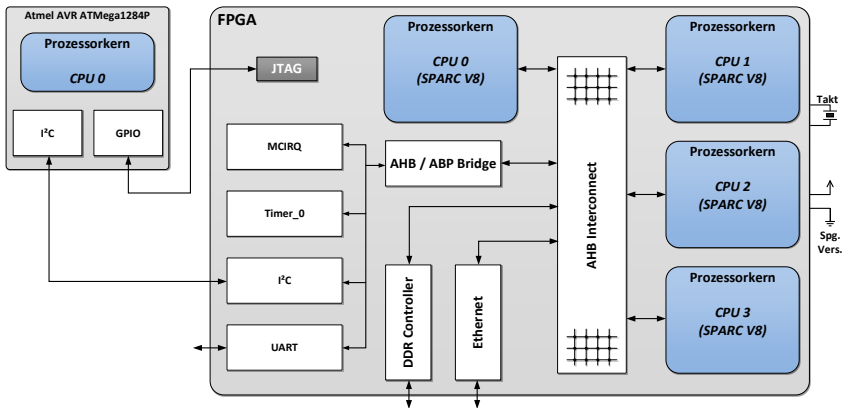 Atmel AVR ATMega1284P
Prozessorkern
CPU 0
I²C
GPIO
FPGA
JTAG
Prozessorkern
CPU 0
(SPARC V8)
MCIRQ
AHB / ABP Bridge
Timer_0
I²C
UART
DDR Controller
Ethernet
AHB Interconnect
Prozessorkern
CPU 1
(SPARC V8)
Prozessorkern
CPU 2
(SPARC V8)
Prozessorkern
CPU 3
(SPARC V8)
Takt
Spg.
Vers.